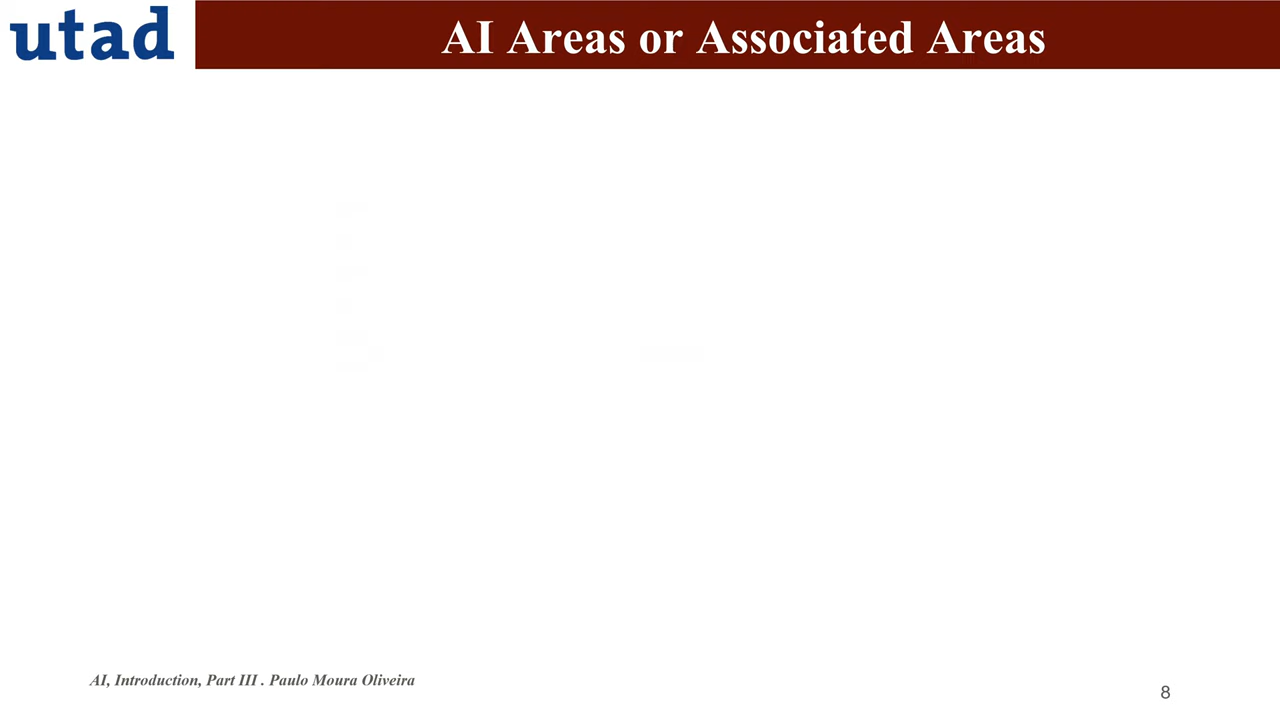 utad
AI Areas or Associated Areas
AI, Introduction, Part III . Paulo Moura Oliveira
8